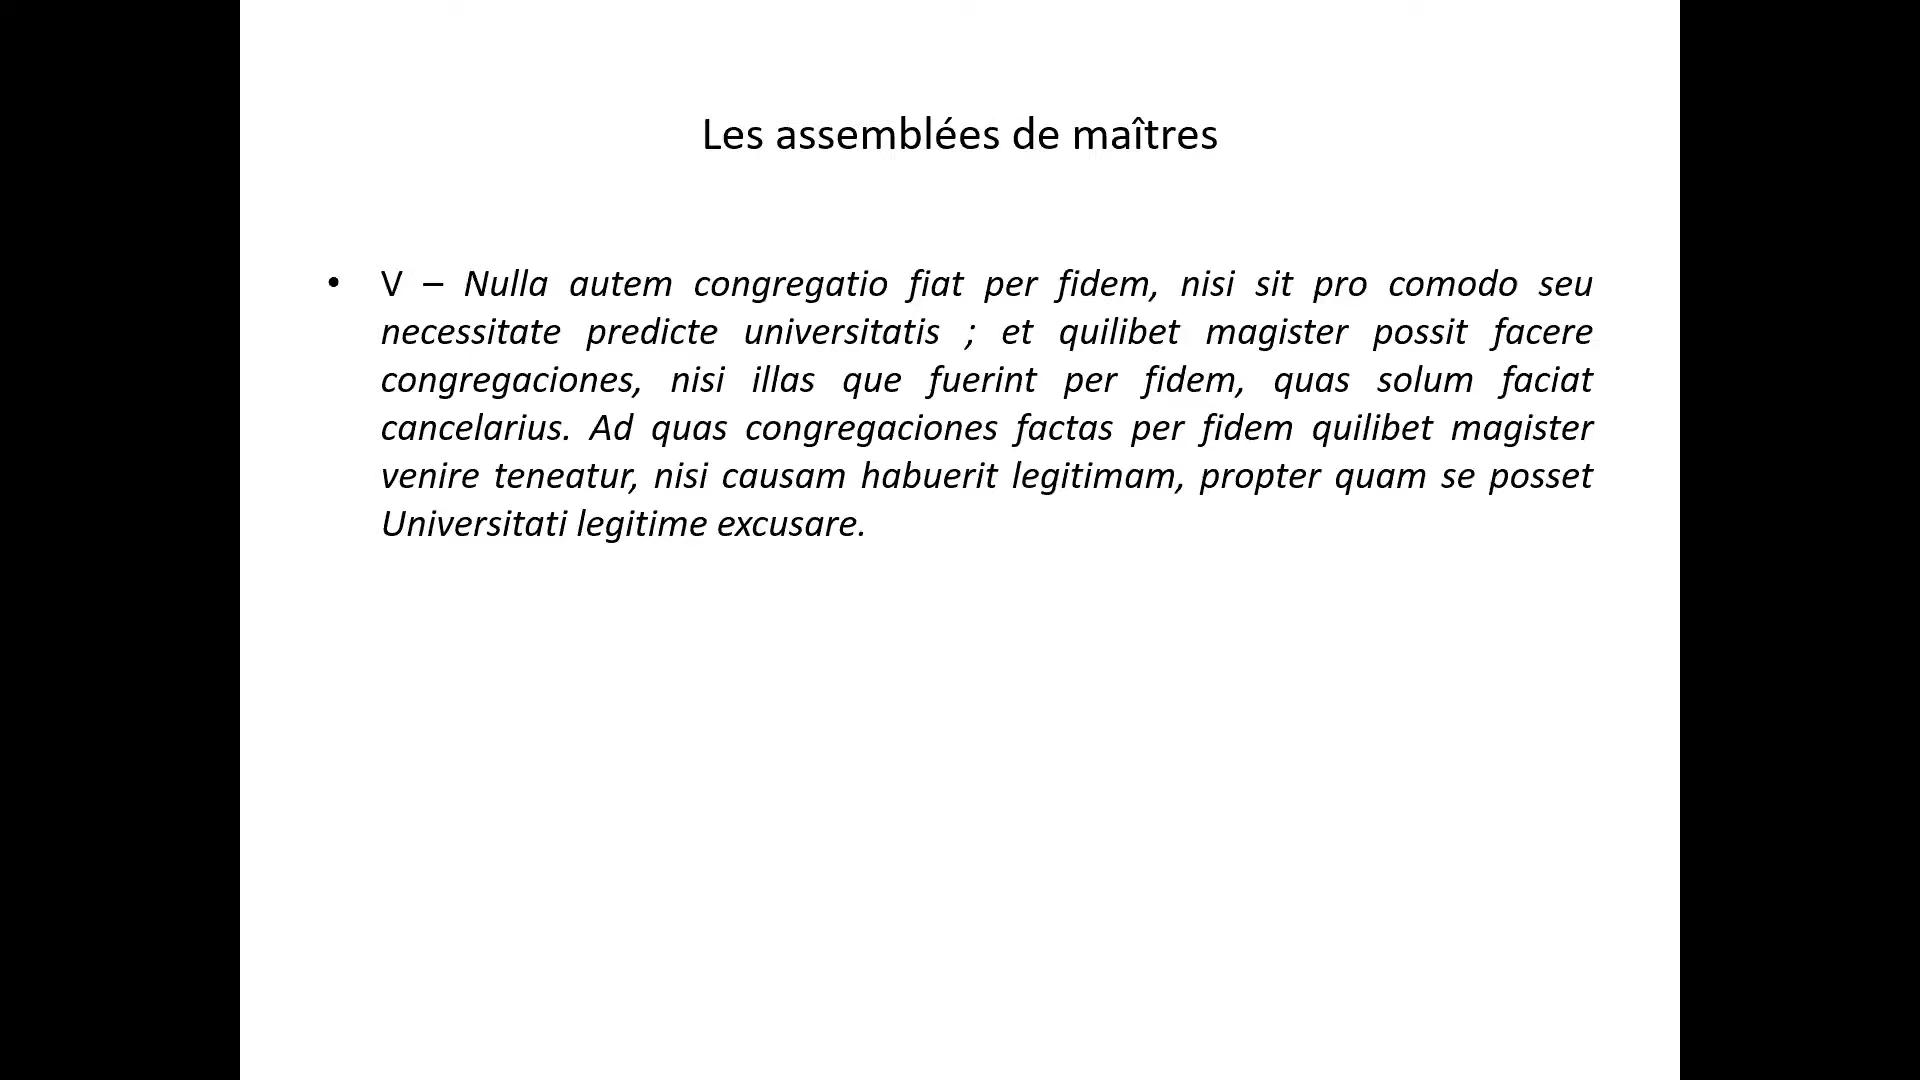 Les assemblées de maîtres
• V – Nulla autem congregatio fiat per fidem, nisi sit pro comodo seu
necessitate predicte universitatis ; et quilibet magister possit facere
congregaciones, nisi illas que fuerint per fidem, quas solum faciat
cancelarius. Ad quas congregaciones factas per fidem quilibet magister
venire teneatur, nisi causam habuerit legitimam, propter quam se posset
Universitati legitime excusare.